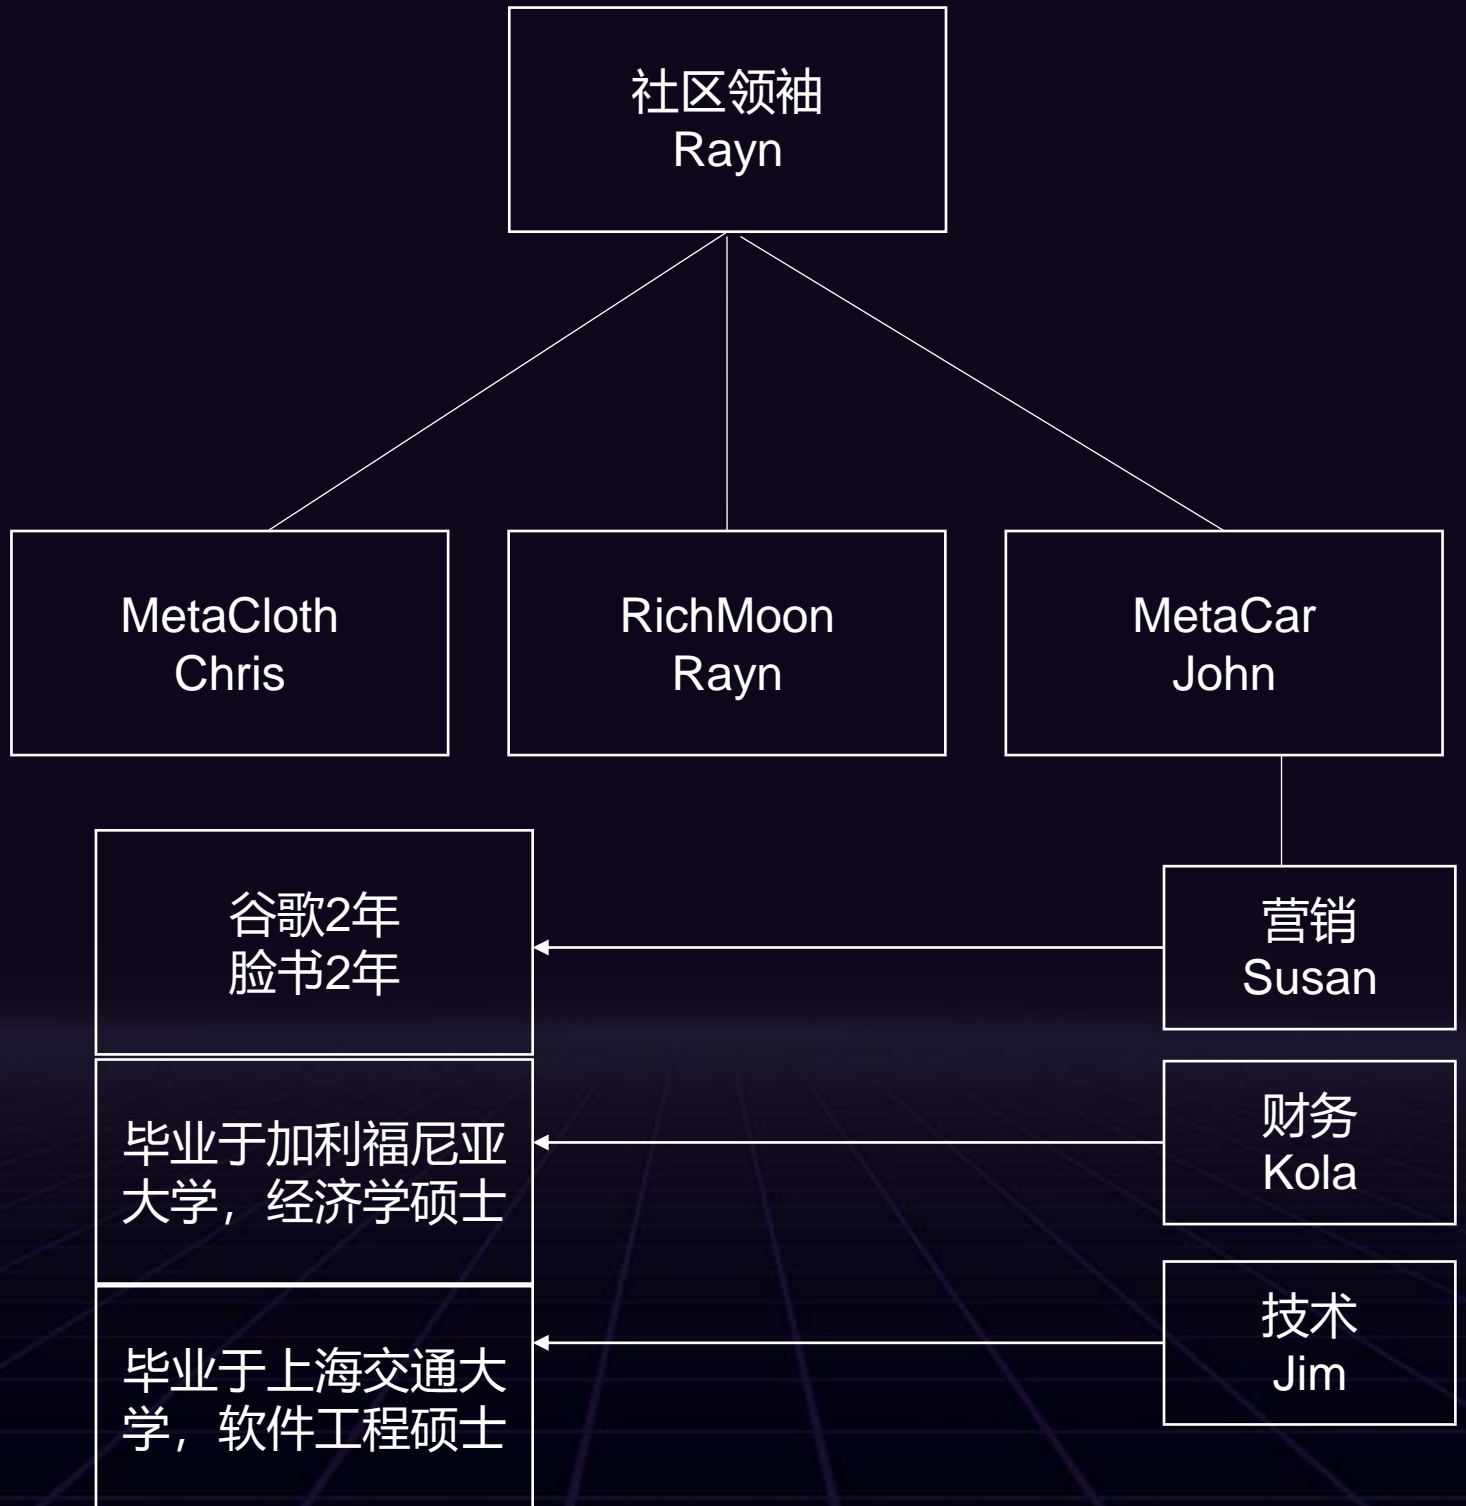 社区领袖
Rayn
MetaCloth
Chris
RichMoon
Rayn
MetaCar
John
谷歌2年
脸书2年
营销
Susan
毕业于加利福尼亚
大学，经济学硕士
财务
Kola
毕业于上海交通大
学，软件工程硕士
技术
Jim